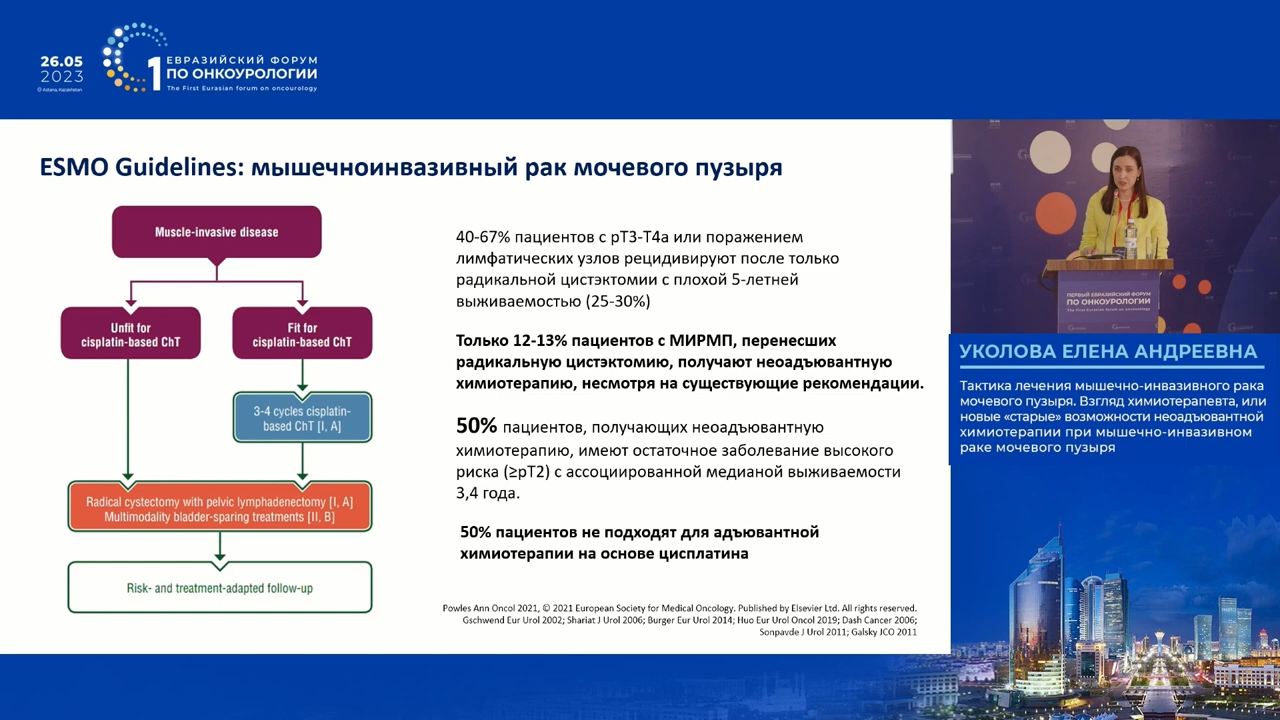 26.05
2023
Astana, Kazakhstan
1
ЕВРАЗИЙСКИЙ ФОРУМ
ПО ОНКОУРОЛОГИИ
The First Eurasian forum on oncourology
ESMO Guidelines: мышечноинвазивный рак мочевого пузыря
Muscle-invasive disease
Unfit for
cisplatin-based ChT
Fit for
cisplatin-based ChT
3-4 cycles cisplatin-
based ChT [I, A]
Radical cystectomy with pelvic lymphadenectomy [I, A]
Multimodality bladder-sparing treatments [II, B]
Risk- and treatment-adapted follow-up
40-67% пациентов с pT3-T4a или поражением
лимфатических узлов рецидивируют после только
радикальной цистэктомии с плохой 5-летней
выживаемостью (25-30%)
Только 12-13% пациентов с МИРМП, перенесших
радикальную цистэктомию, получают неоадъювантную
химиотерапию, несмотря на существующие рекомендации.
50% пациентов, получающих неоадъювантную
химиотерапию, имеют остаточное заболевание высокого
риска (≥pT2) с ассоциированной медианой выживаемости
3,4 года.
50% пациентов не подходят для адъювантной
химиотерапии на основе цисплатина
Powles Ann Oncol 2021, © 2021 European Society for Medical Oncology. Published by Elsevier Ltd. All rights reserved.
Gschwend Eur Urol 2002; Shariat J Urol 2006; Burger Eur Urol 2014; Huo Eur Urol Oncol 2019; Dash Cancer 2006;
Sonpavde J Urol 2011; Galsky JCO 2011
ПЕРВЫЙ ЕВРАЗИЙСКИЙ ФОРУМ
ПО ОНКОУРОЛОГИИ
The First Eurasian forum on oncourology
УКОЛОВА ЕЛЕНА АНДРЕЕВНА
Тактика лечения мышечно-инвазивного рака
мочевого пузыря. Взгляд химиотерапевта, или
новые «старые» возможности неоадъювантной
химиотерапии при мышечно-инвазивном
раке мочевого пузыря